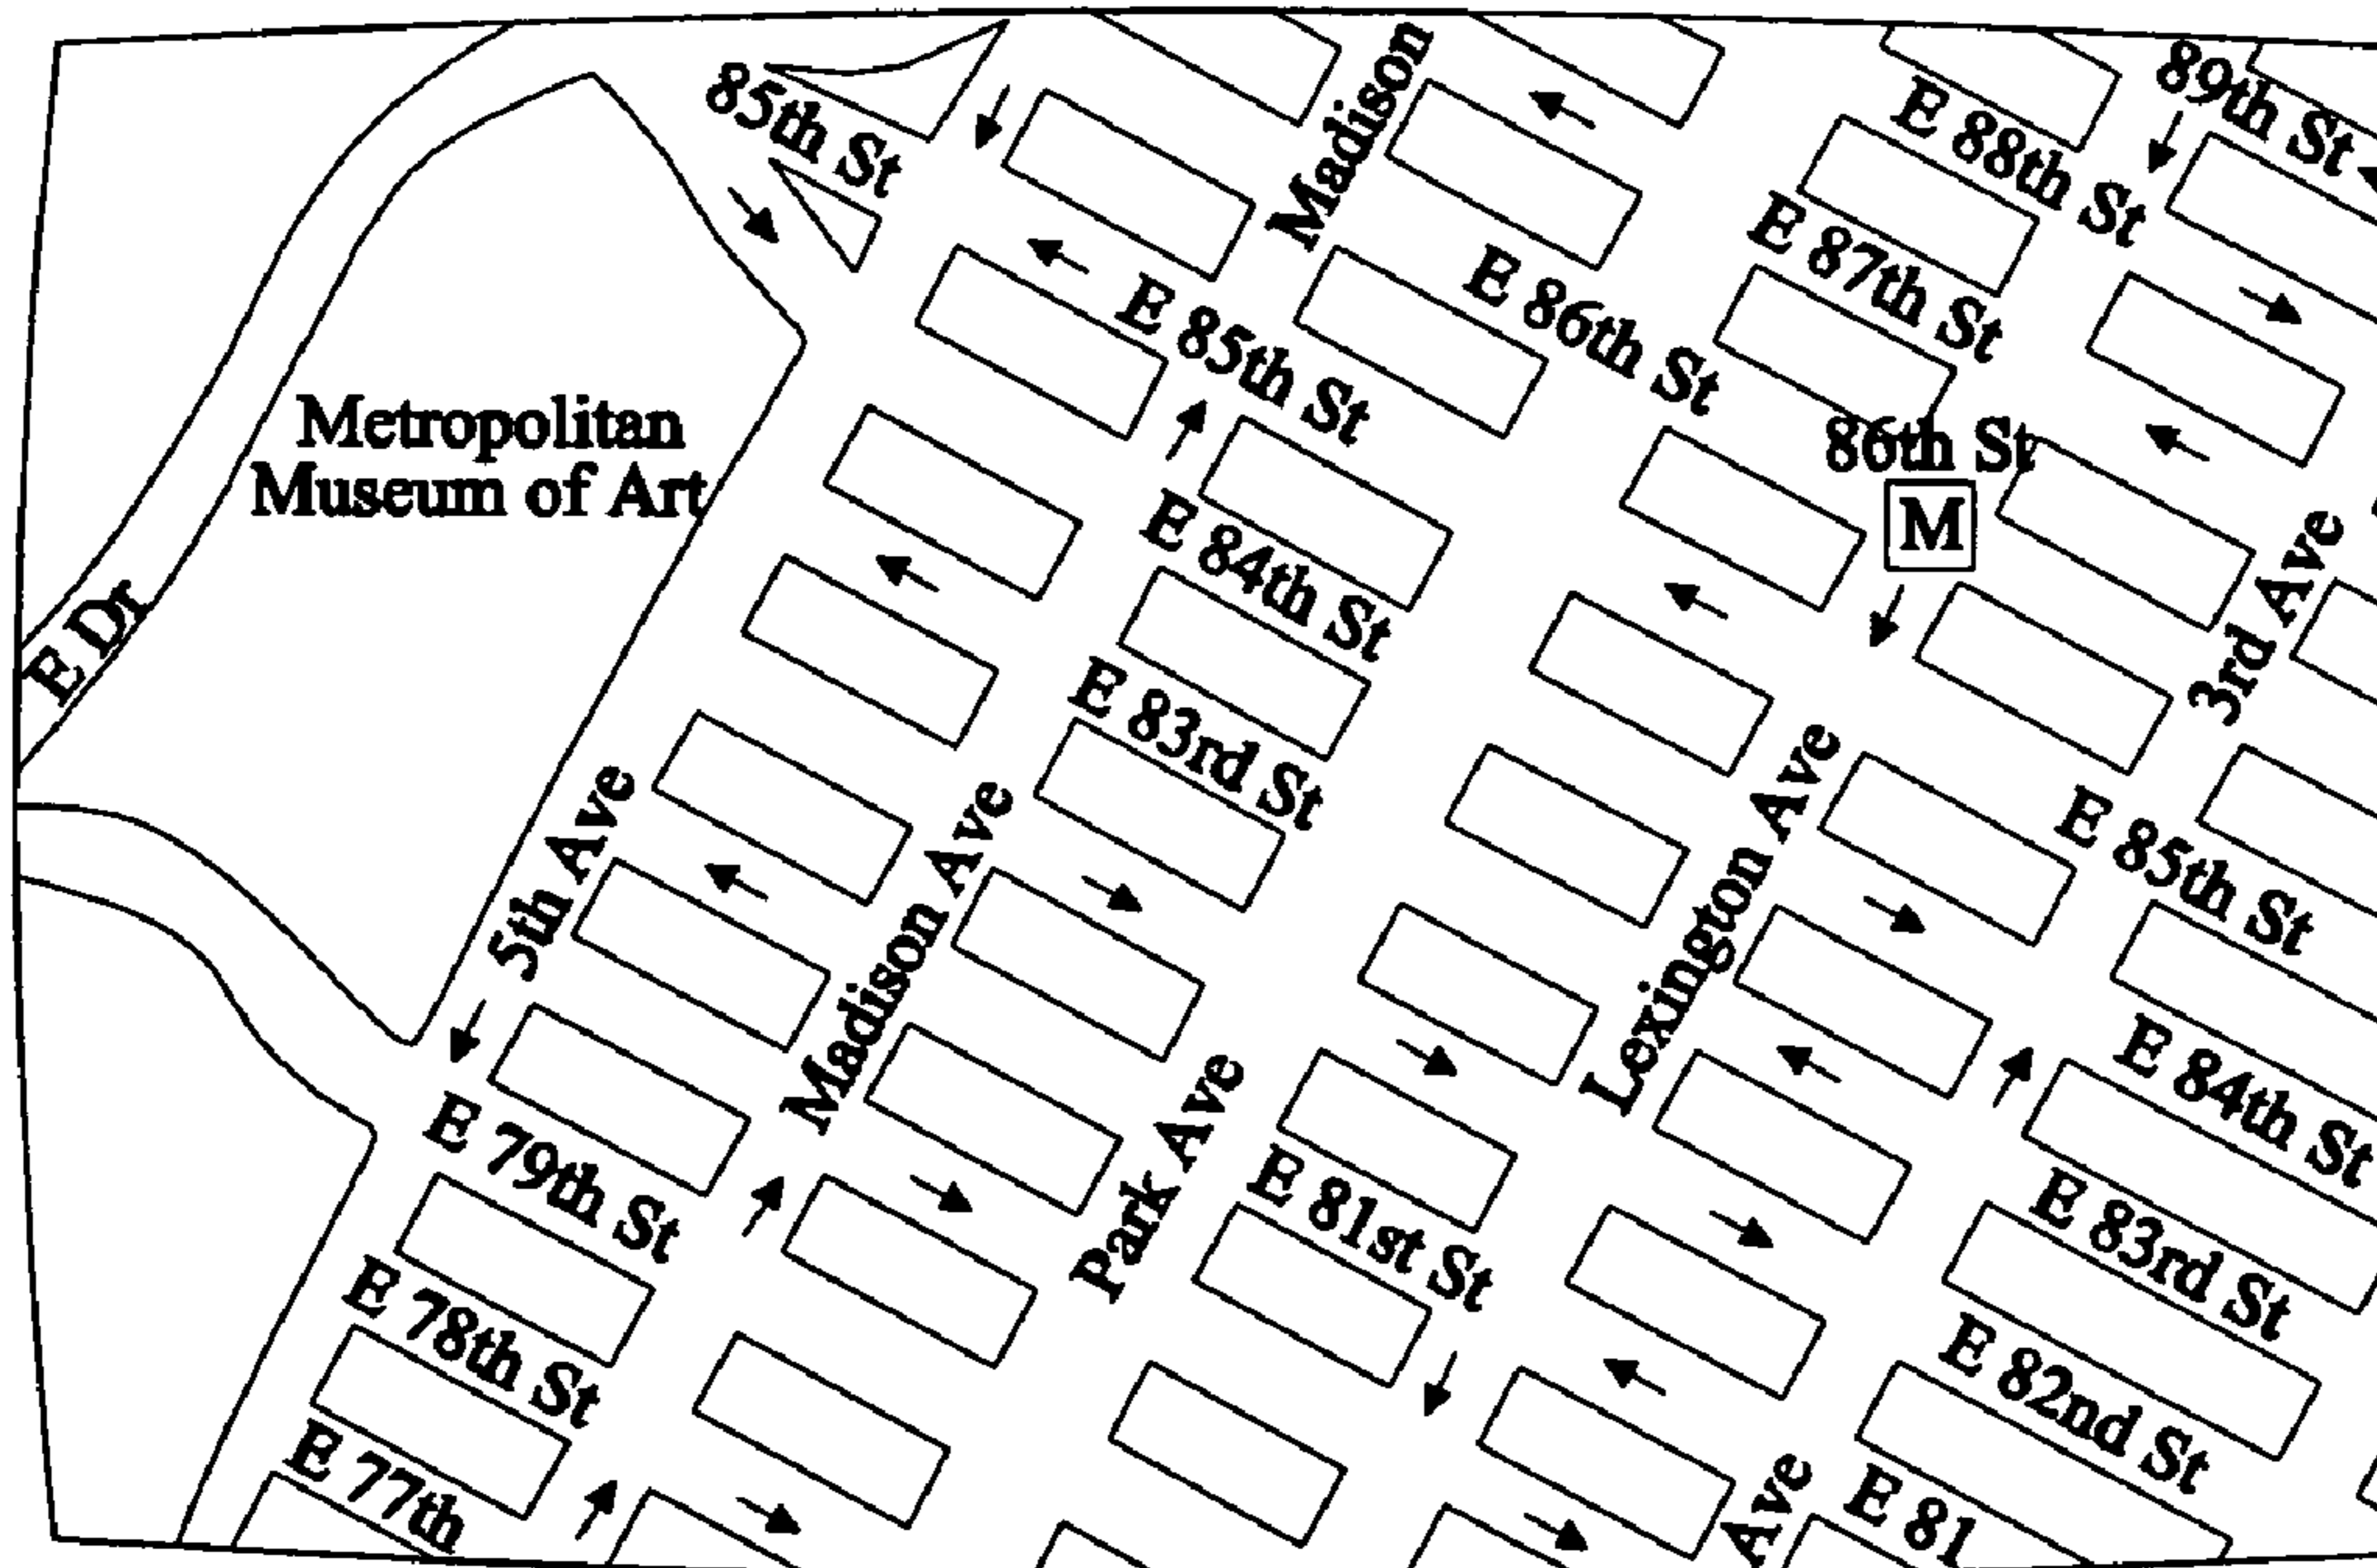 Madison
89th St
85th St
E 88th St
E 87th St
E 86th St
E 85th St
Metropolitan
Museum of Art
86th St
M
E 84th St
3rd Ave
E Dr
E 83rd St
5th Ave
Madison Ave
Lexington Ave
E 85th St
E 84th St
Park Ave
E 79th St
E 81st St
E 83rd St
E 78th St
E 82nd St
E 77th
Ave
E 81